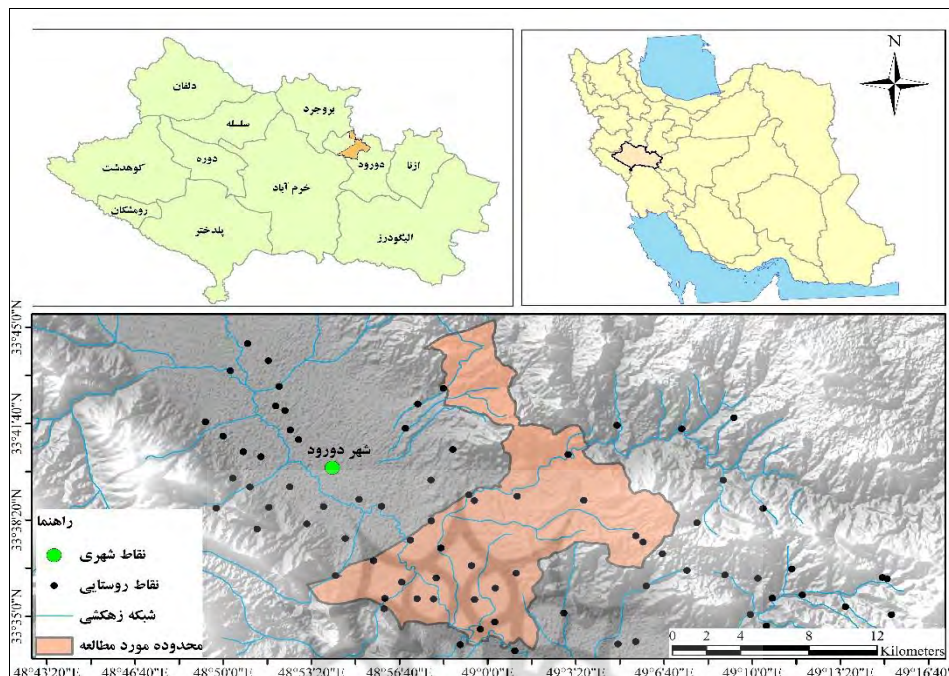 N
دلفان
بروجرد
سلسله
کوهدشت
دوره
دورود
ازنا
خرم آباد
رومشکان
پلدختر
الیگودرز
33°45'0"N
33°41'40"N
33°38'20"N
33°35'0"N
شهر دورود
راهنما
نقاط شهری
نقاط روستایی
شبکه زهکشی
محدوده مورد مطالعه
0 2 4 8 12
Kilometers
48°43'20"E 48°46'40"E 48°50'0"E 48°53'20"E 48°56'40"E 49°0'0"E 49°3'20"E 49°6'40"E 49°10'0"E 49°13'20"E 49°16'40"E